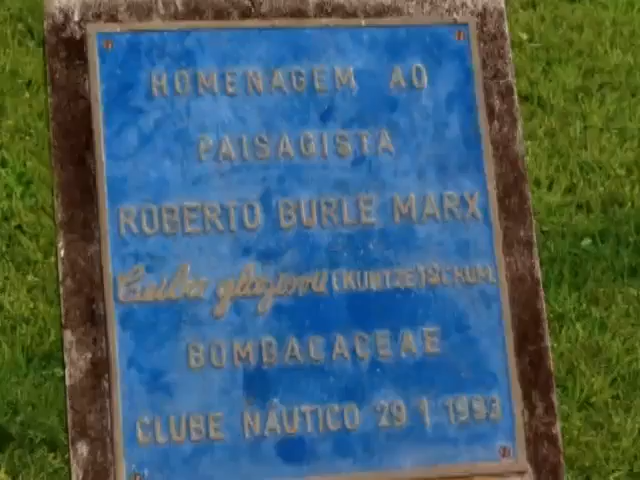 HOMENAGEM AO
PAISAGISTA
ROBERTO BURLE MARX
Ceiba glaziovii (KUNTZE) SCHUM.
BOMBACACEAE
CLUBE NÁUTICO 29 1 1993